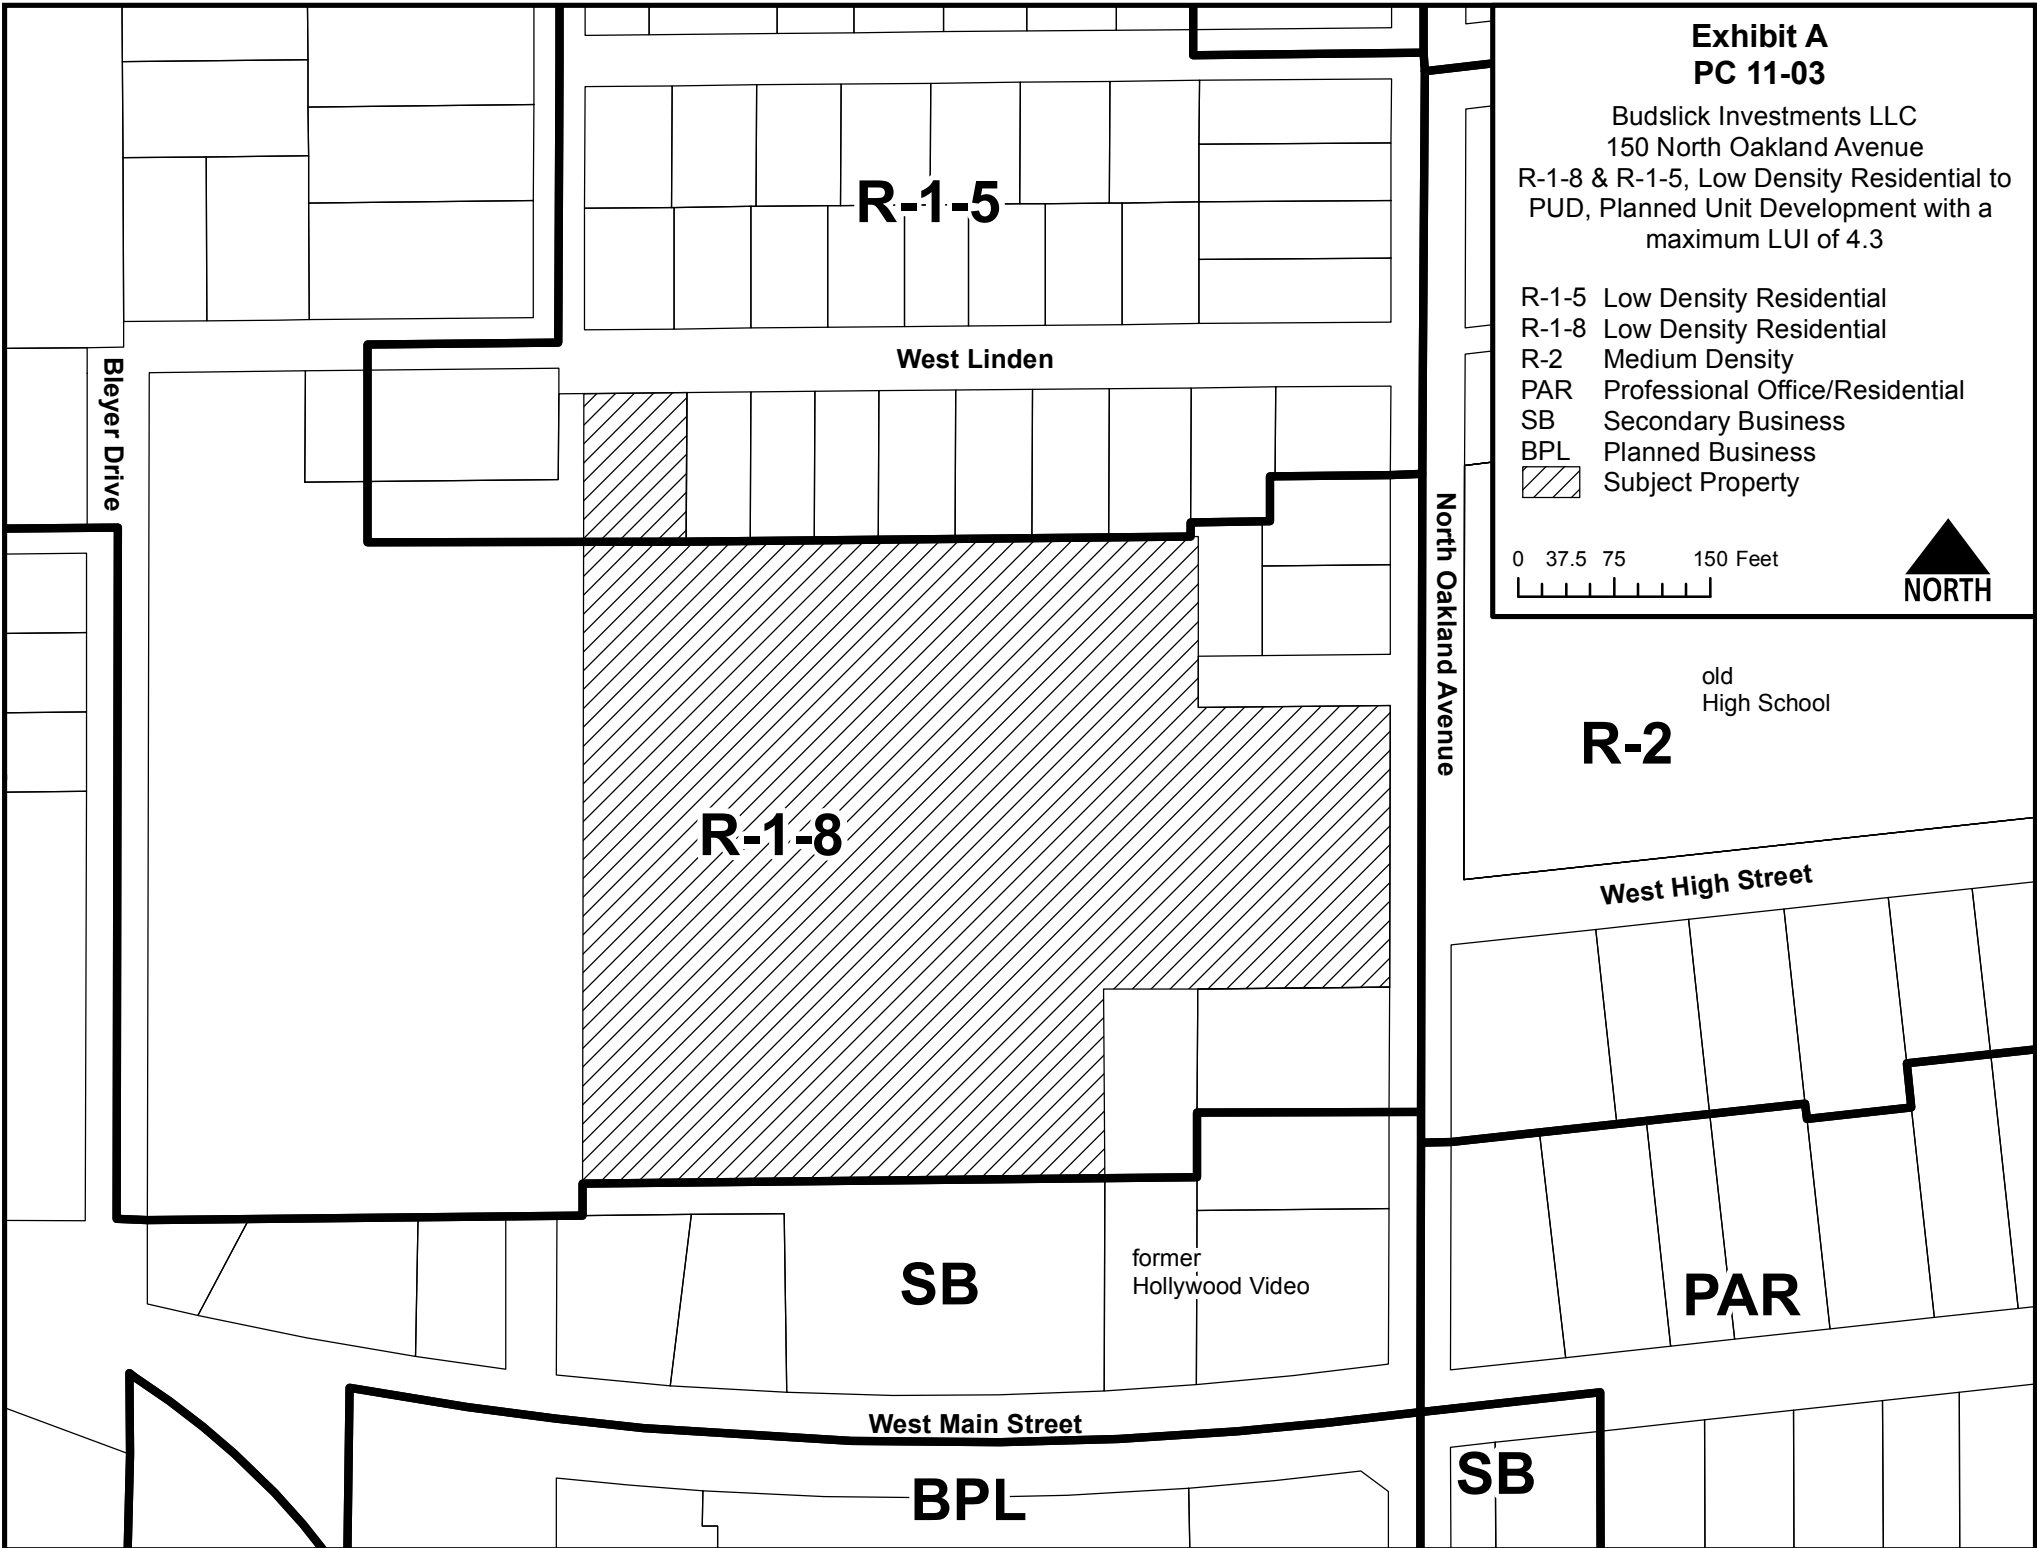 Exhibit A
PC 11-03
Budslick Investments LLC
150 North Oakland Avenue
R-1-8 & R-1-5, Low Density Residential to
PUD, Planned Unit Development with a
maximum LUI of 4.3
R-1-5 Low Density Residential
R-1-8 Low Density Residential
R-2 Medium Density
PAR Professional Office/Residential
SB Secondary Business
BPL Planned Business
Subject Property
0 37.5 75 150 Feet
NORTH
R-1-5
West Linden
Bleyer Drive
North Oakland Avenue
old
High School
R-2
R-1-8
West High Street
SB
former
Hollywood Video
PAR
West Main Street
BPL
SB